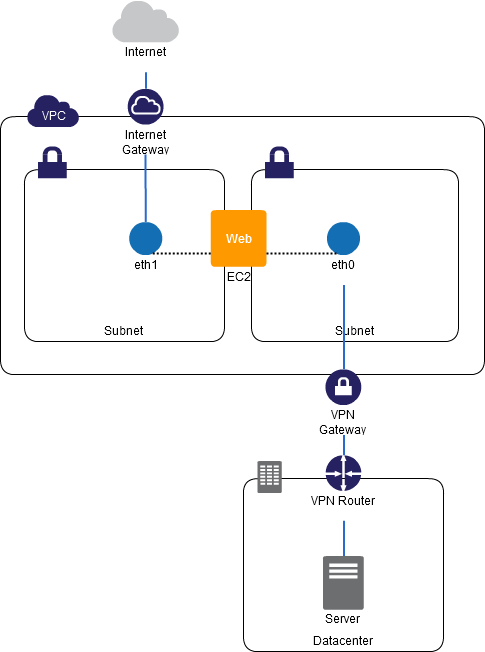 Internet
VPC
Internet
Gateway
Web
eth1
eth0
EC2
Subnet
Subnet
VPN
Gateway
VPN Router
Server
Datacenter